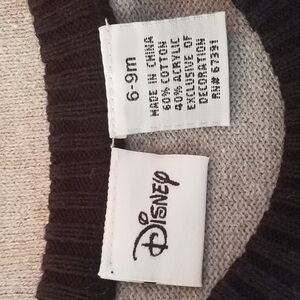 6-9m
MADE IN CHINA
60% COTTON
40% ACRYLIC
EXCLUSIVE OF
DECORATION
RN# 67391
Disney